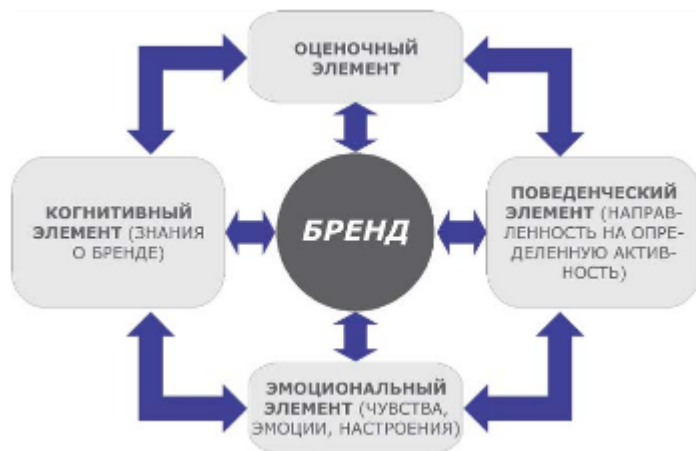 ОЦЕНОЧНЫЙ
ЭЛЕМЕНТ
КОГНИТИВНЫЙ
ЭЛЕМЕНТ (ЗНАНИЯ
О БРЕНДЕ)
БРЕНД
ПОВЕДЕНЧЕСКИЙ
ЭЛЕМЕНТ (НАПРАВ-
ЛЕННОСТЬ НА ОПРЕ-
ДЕЛЕННУЮ АКТИВ-
НОСТЬ)
ЭМОЦИОНАЛЬНЫЙ
ЭЛЕМЕНТ (ЧУВСТВА,
ЭМОЦИИ, НАСТРОЕНИЯ)